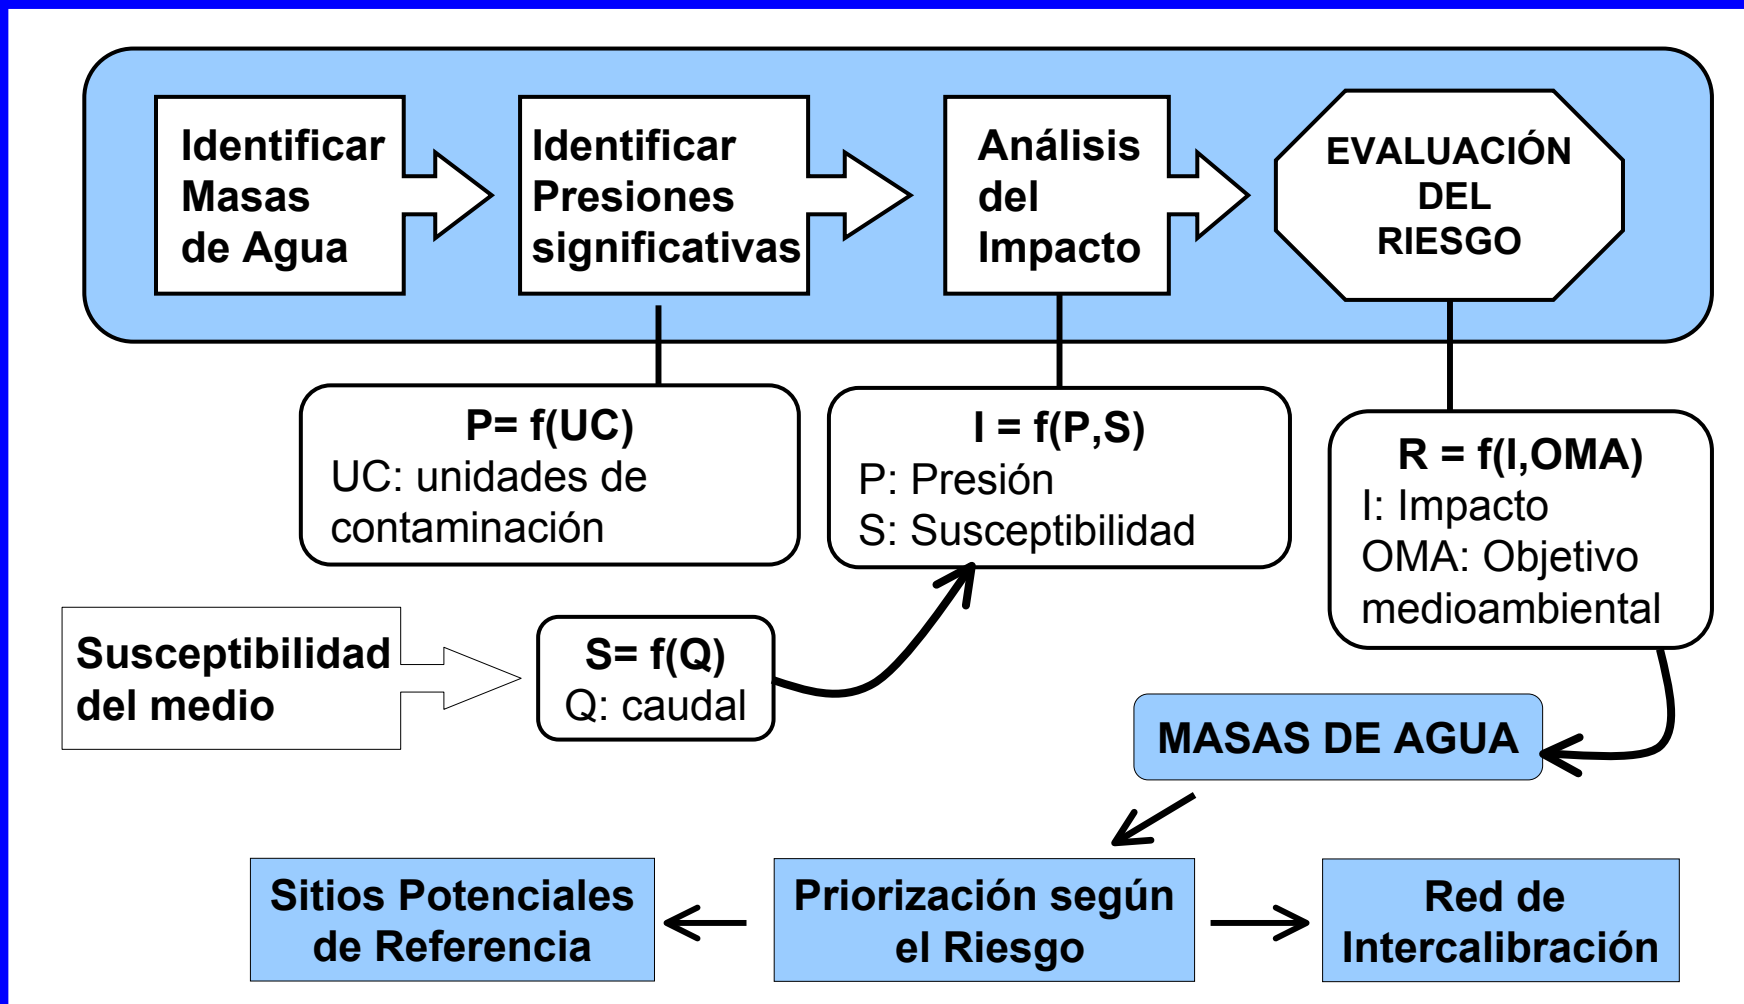 Identificar
Masas
de Agua
Identificar
Presiones
significativas
Análisis
del
Impacto
EVALUACIÓN
DEL
RIESGO
P= f(UC)
UC: unidades de
contaminación
I = f(P,S)
P: Presión
S: Susceptibilidad
R = f(I,OMA)
I: Impacto
OMA: Objetivo
medioambiental
Susceptibilidad
del medio
S= f(Q)
Q: caudal
MASAS DE AGUA
Sitios Potenciales
de Referencia
Priorización según
el Riesgo
Red de
Intercalibración